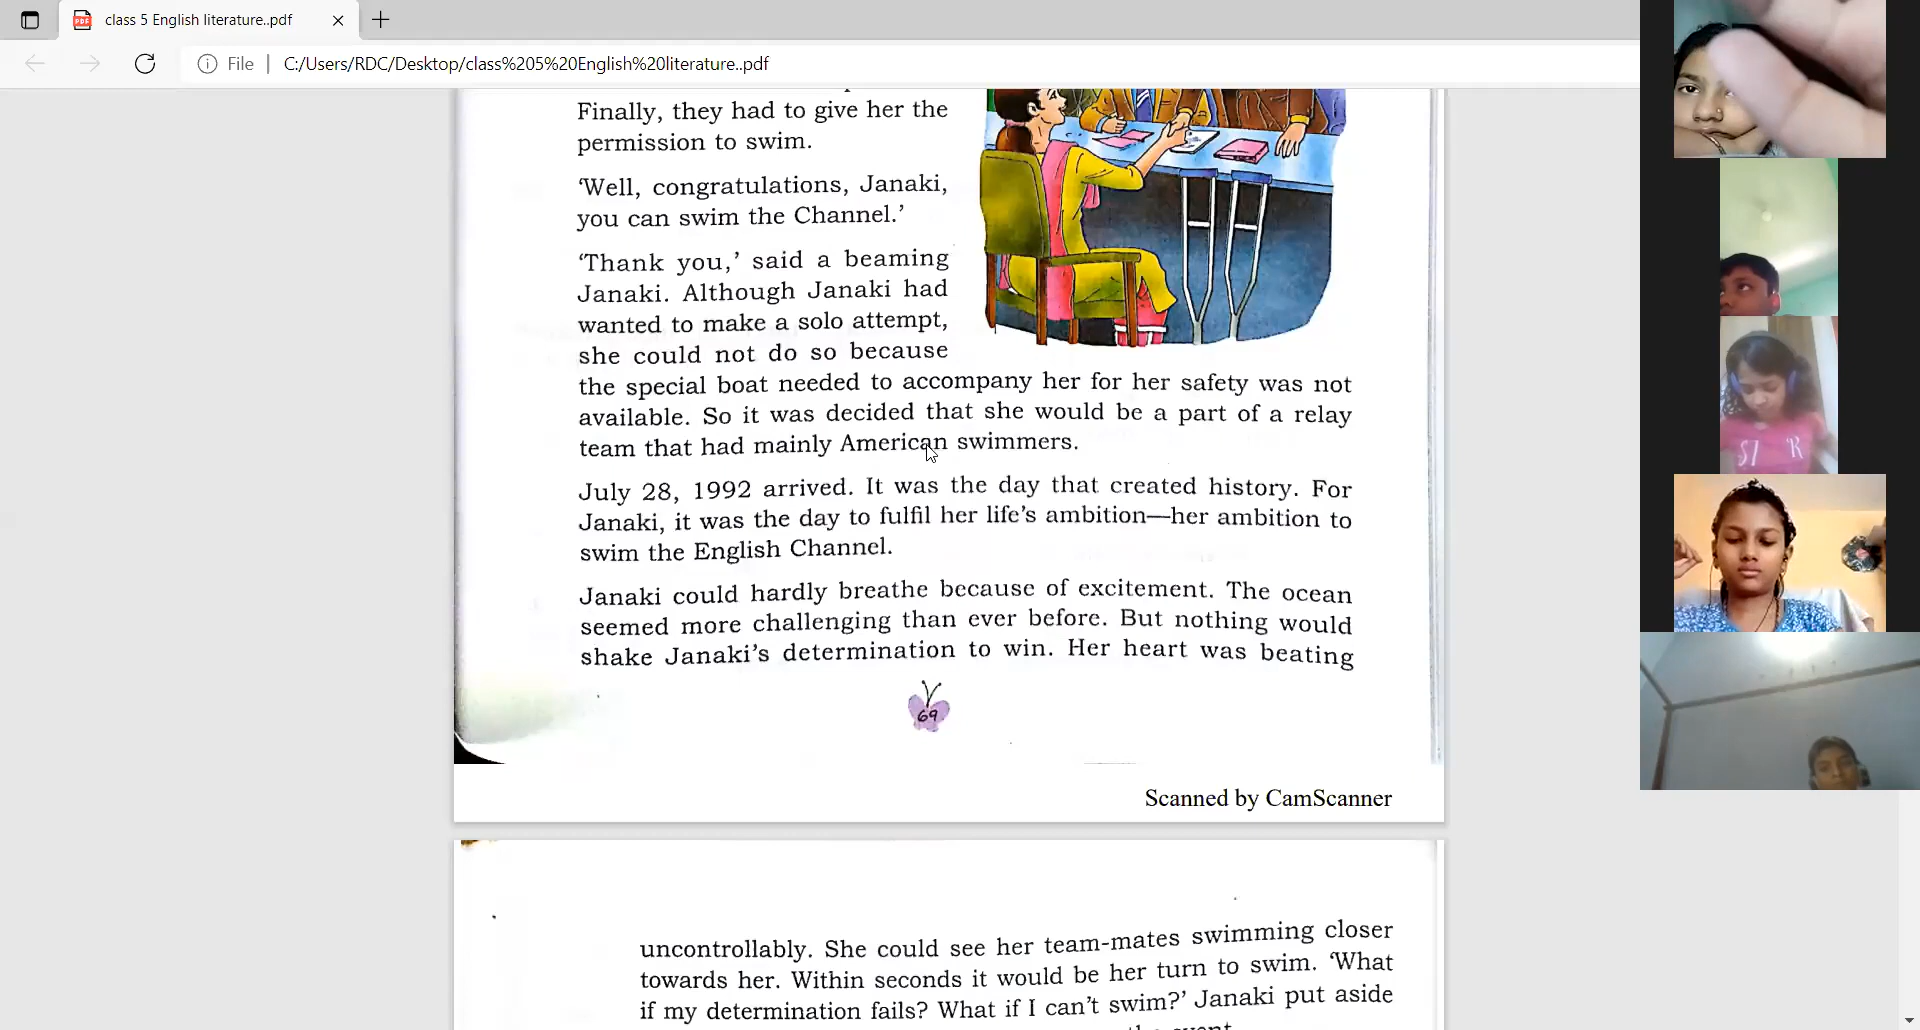 class 5 English literature..pdf
File
C:/Users/RDC/Desktop/class%205%20English%20literature..pdf
Finally, they had to give her the
permission to swim.
‘Well, congratulations, Janaki,
you can swim the Channel.’
‘Thank you,’ said a beaming
Janaki. Although Janaki had
wanted to make a solo attempt,
she could not do so because
the special boat needed to accompany her for her safety was not
available. So it was decided that she would be a part of a relay
team that had mainly American swimmers.
July 28, 1992 arrived. It was the day that created history. For
Janaki, it was the day to fulfil her life’s ambition—her ambition to
swim the English Channel.
Janaki could hardly breathe because of excitement. The ocean
seemed more challenging than ever before. But nothing would
shake Janaki’s determination to win. Her heart was beating
69
Scanned by CamScanner
uncontrollably. She could see her team-mates swimming closer
towards her. Within seconds it would be her turn to swim. ‘What
if my determination fails? What if I can’t swim?’ Janaki put aside